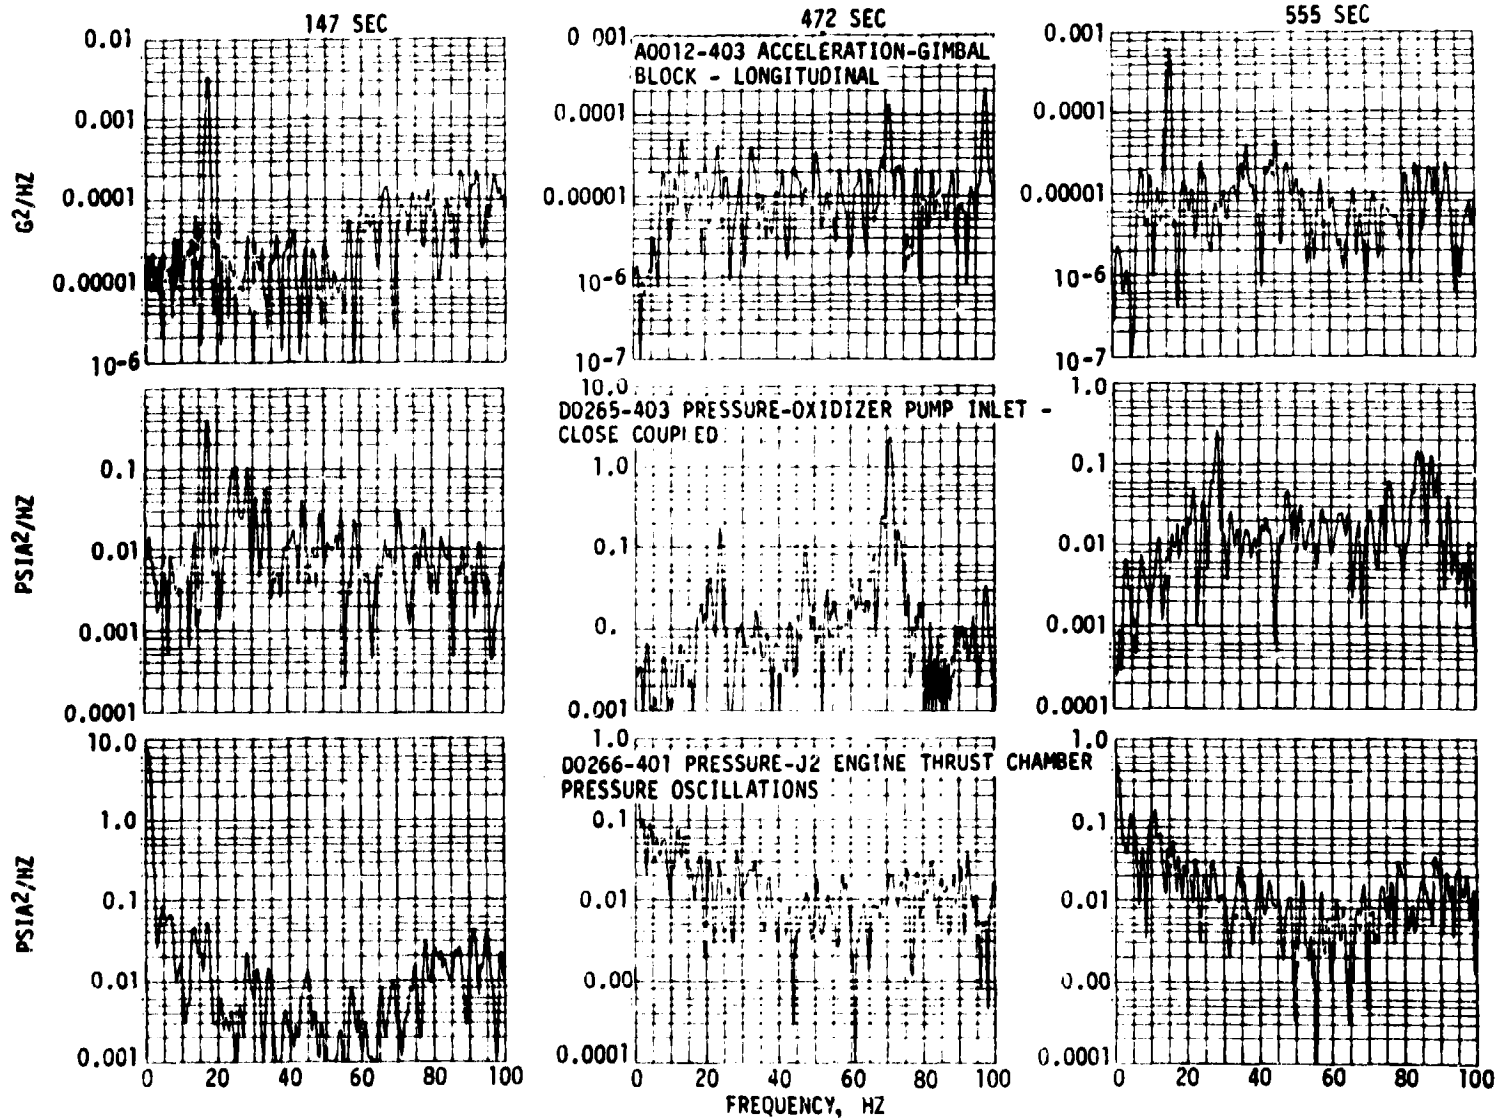 147 SEC
472 SEC
555 SEC
0.01
0.001
0.0001
0.00001
10-6
G2/HZ
0 001
0.0001
0.00001
10-6
10-7
A0012-403 ACCELERATION-GIMBAL
BLOCK - LONGITUDINAL
0.001
0.0001
0.00001
10-6
10-7
0.1
0.01
0.001
0.0001
PSIA2/HZ
10.0
1.0
0.1
0.
0.001
D0265-403 PRESSURE-OXIDIZER PUMP INLET -
CLOSE COUPLED
1.0
0.1
0.01
0.001
0.0001
10.0
1.0
0.1
0.01
0.001
PSIA2/HZ
1.0
0.1
0.01
0.00
0.0001
D0266-401 PRESSURE-J2 ENGINE THRUST CHAMBER
PRESSURE OSCILLATIONS
1.0
0.1
0.01
0.00
0.0001
0 20 40 60 80 100
0 20 40 60 80 100
0 20 40 60 80 100
FREQUENCY, HZ